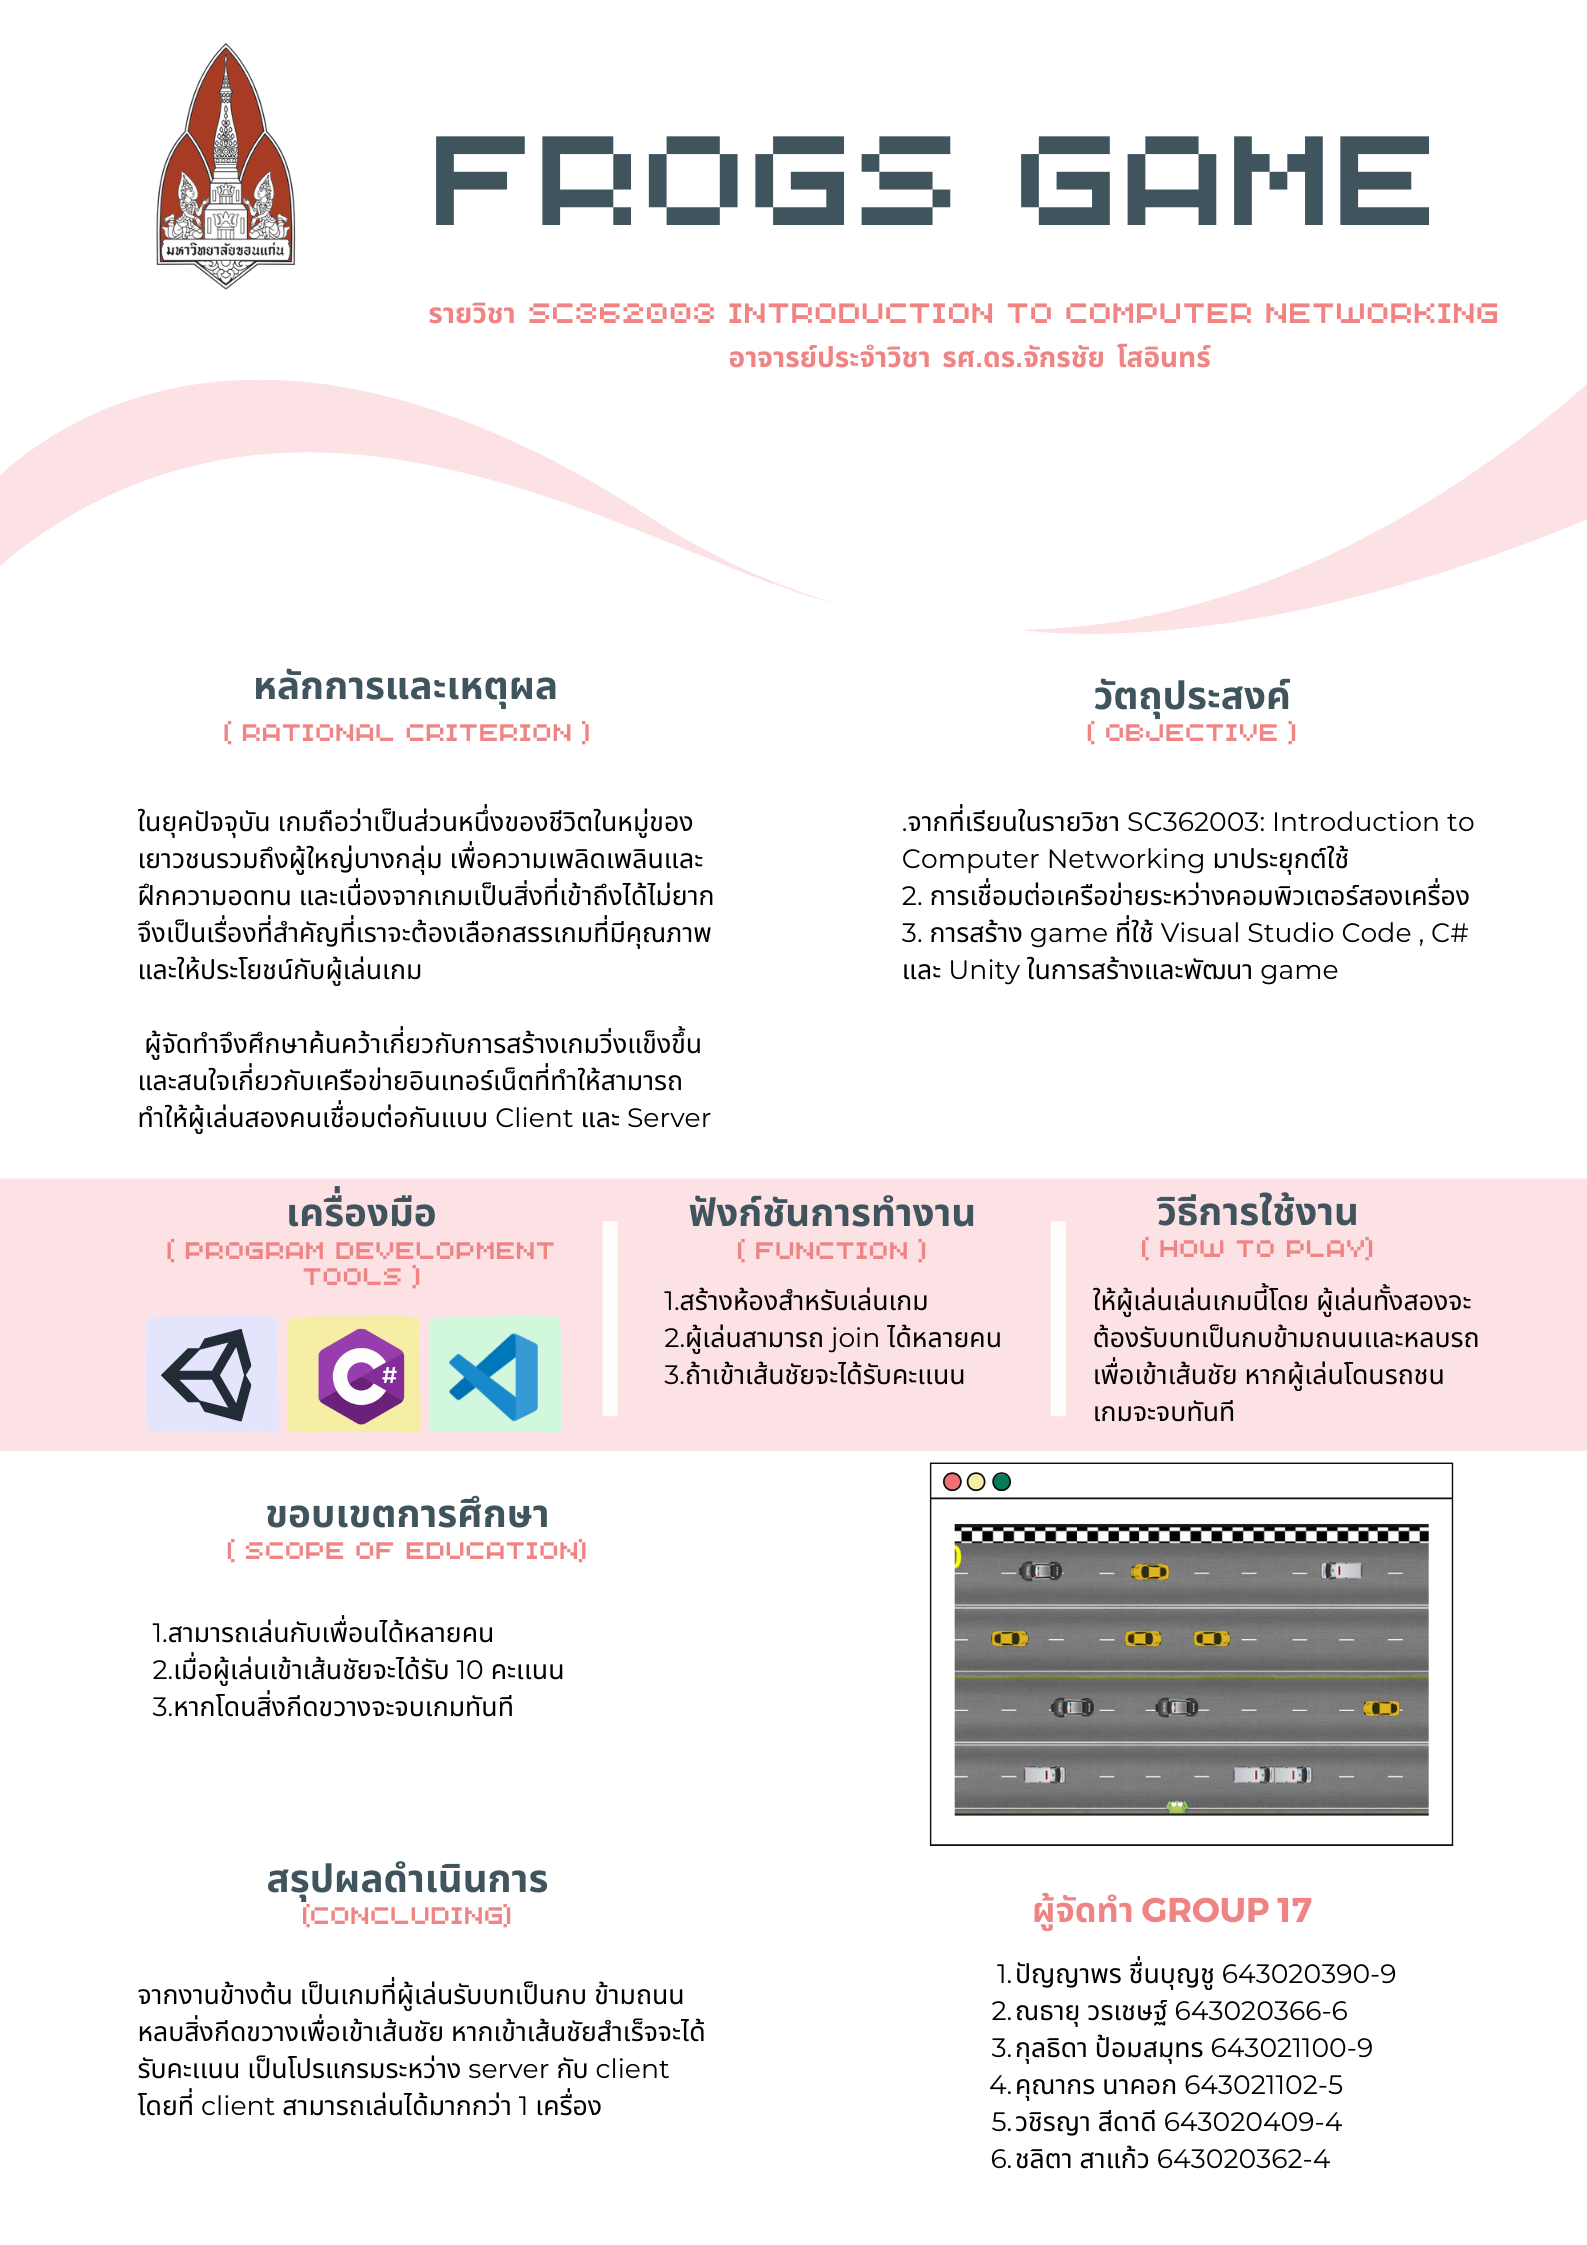 มหาวิทยาลัยขอนแก่น
FROGS GAME
รายวิชา SC362003 INTRODUCTION TO COMPUTER NETWORKING
อาจารย์ประจำวิชา รศ.ดร.จักรชัย โสอินทร์
หลักการและเหตุผล
( RATIONAL CRITERION )
ในยุคปัจจุบัน เกมถือว่าเป็นส่วนหนึ่งของชีวิตในหมู่ของ
เยาวชนรวมถึงผู้ใหญ่บางกลุ่ม เพื่อความเพลิดเพลินและ
ฝึกความอดทน และเนื่องจากเกมเป็นสิ่งที่เข้าถึงได้ไม่ยาก
จึงเป็นเรื่องที่สำคัญที่เราจะต้องเลือกสรรเกมที่มีคุณภาพ
และให้ประโยชน์กับผู้เล่นเกม
ผู้จัดทำจึงศึกษาค้นคว้าเกี่ยวกับการสร้างเกมวิ่งแข็งขึ้น
และสนใจเกี่ยวกับเครือข่ายอินเทอร์เน็ตที่ทำให้สามารถ
ทำให้ผู้เล่นสองคนเชื่อมต่อกันแบบ Client และ Server
วัตถุประสงค์
( OBJECTIVE )
.จากที่เรียนในรายวิชา SC362003: Introduction to
Computer Networking มาประยุกต์ใช้
2. การเชื่อมต่อเครือข่ายระหว่างคอมพิวเตอร์สองเครื่อง
3. การสร้าง game ที่ใช้ Visual Studio Code , C#
และ Unity ในการสร้างและพัฒนา game
เครื่องมือ
( PROGRAM DEVELOPMENT
TOOLS )
C#
ฟังก์ชันการทำงาน
( FUNCTION )
1.สร้างห้องสำหรับเล่นเกม
2.ผู้เล่นสามารถ join ได้หลายคน
3.ถ้าเข้าเส้นชัยจะได้รับคะแนน
วิธีการใช้งาน
( HOW TO PLAY)
ให้ผู้เล่นเล่นเกมนี้โดย ผู้เล่นทั้งสองจะ
ต้องรับบทเป็นกบข้ามถนนและหลบรถ
เพื่อเข้าเส้นชัย หากผู้เล่นโดนรถชน
เกมจะจบทันที
ขอบเขตการศึกษา
( SCOPE OF EDUCATION)
1.สามารถเล่นกับเพื่อนได้หลายคน
2.เมื่อผู้เล่นเข้าเส้นชัยจะได้รับ 10 คะแนน
3.หากโดนสิ่งกีดขวางจะจบเกมทันที
สรุปผลดำเนินการ
(CONCLUDING)
จากงานข้างต้น เป็นเกมที่ผู้เล่นรับบทเป็นกบ ข้ามถนน
หลบสิ่งกีดขวางเพื่อเข้าเส้นชัย หากเข้าเส้นชัยสำเร็จจะได้
รับคะแนน เป็นโปรแกรมระหว่าง server กับ client
โดยที่ client สามารถเล่นได้มากกว่า 1 เครื่อง
ผู้จัดทำ GROUP 17
1. ปัญญาพร ชื่นบุญชู 643020390-9
2. ณธายุ วรเชษฐ์ 643020366-6
3. กุลธิดา ป้อมสมุทร 643021100-9
4. คุณากร นาคอก 643021102-5
5. วชิรญา สีดาดี 643020409-4
6. ชลิตา สาแก้ว 643020362-4